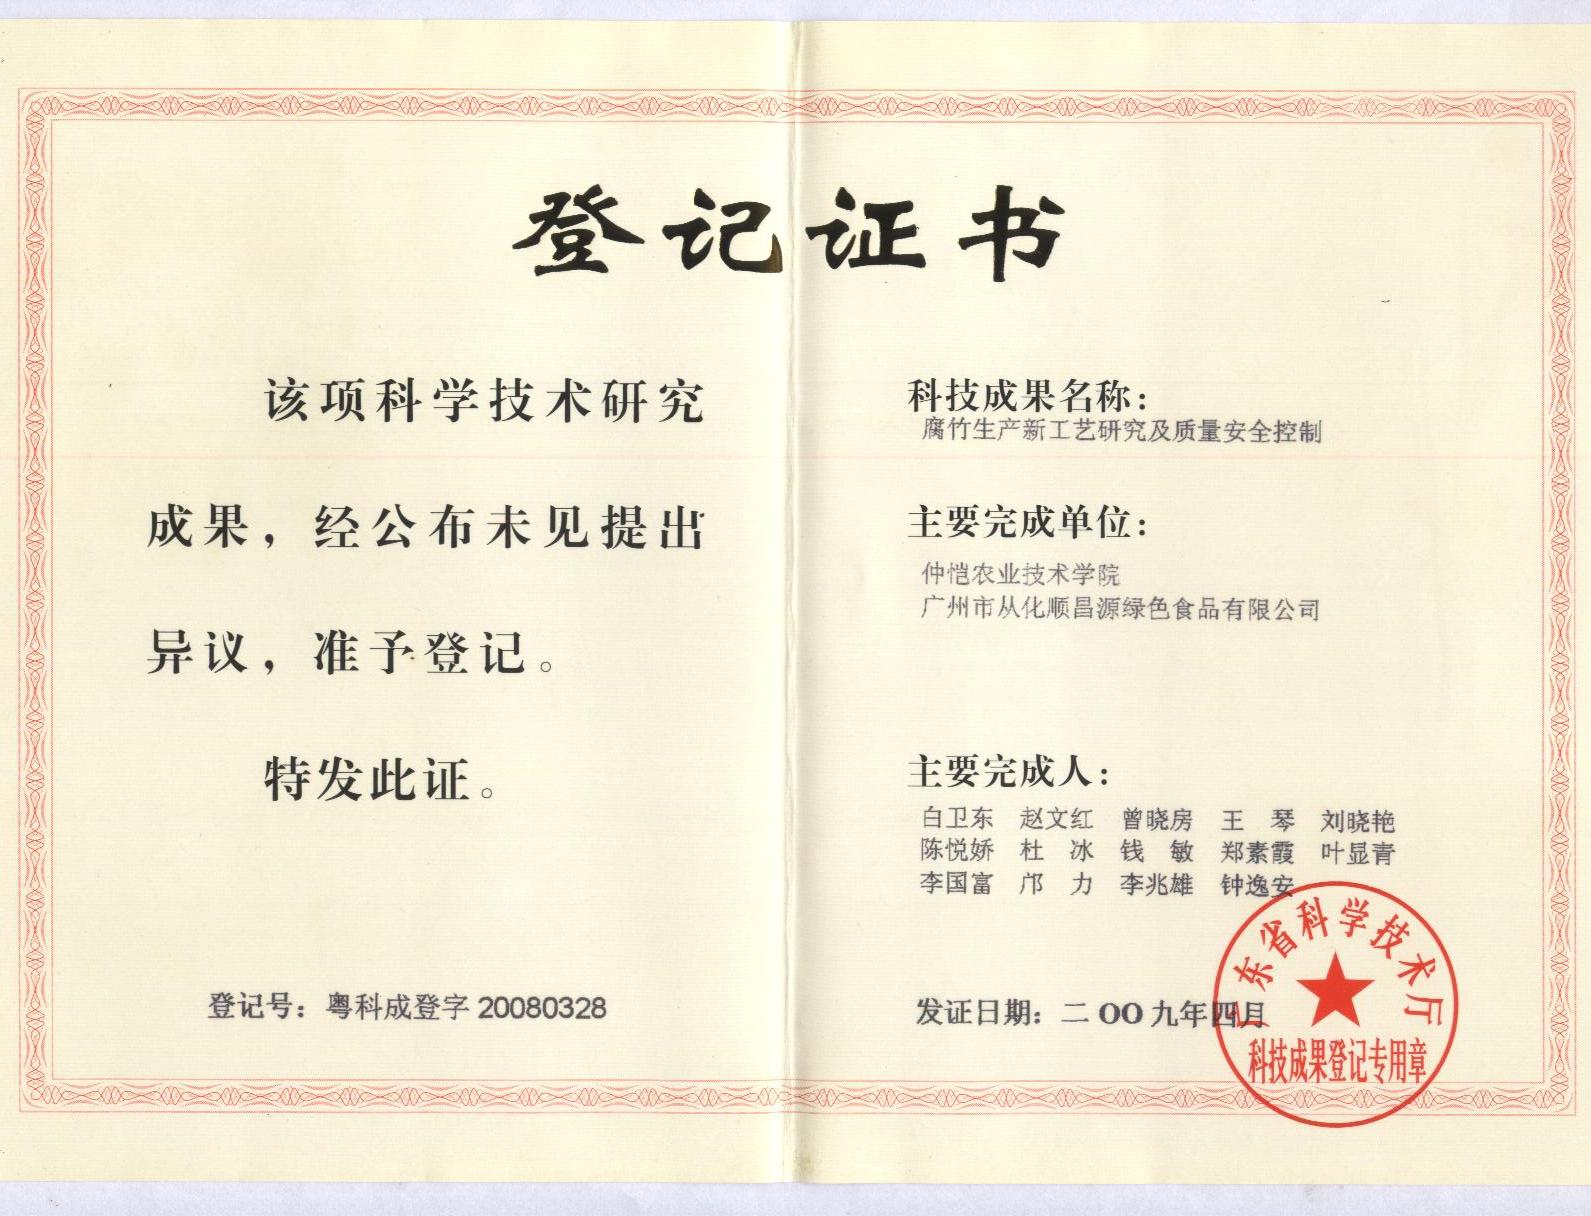 登记证书
该项科学技术研究
成果，经公布未见提出
异议，准予登记。
特发此证。
登记号：粤科成登字 20080328
科技成果名称：
腐竹生产新工艺研究及质量安全控制
主要完成单位：
仲恺农业技术学院
广州市从化顺昌源绿色食品有限公司
主要完成人：
白卫东 赵文红 曾晓房 王 琴 刘晓艳
陈悦娇 杜 冰 钱 敏 郑素霞 叶显青
李国富 邝 力 李兆雄 钟逸安
发证日期：二 OO 九年四月
广东省科学技术厅
科技成果登记专用章